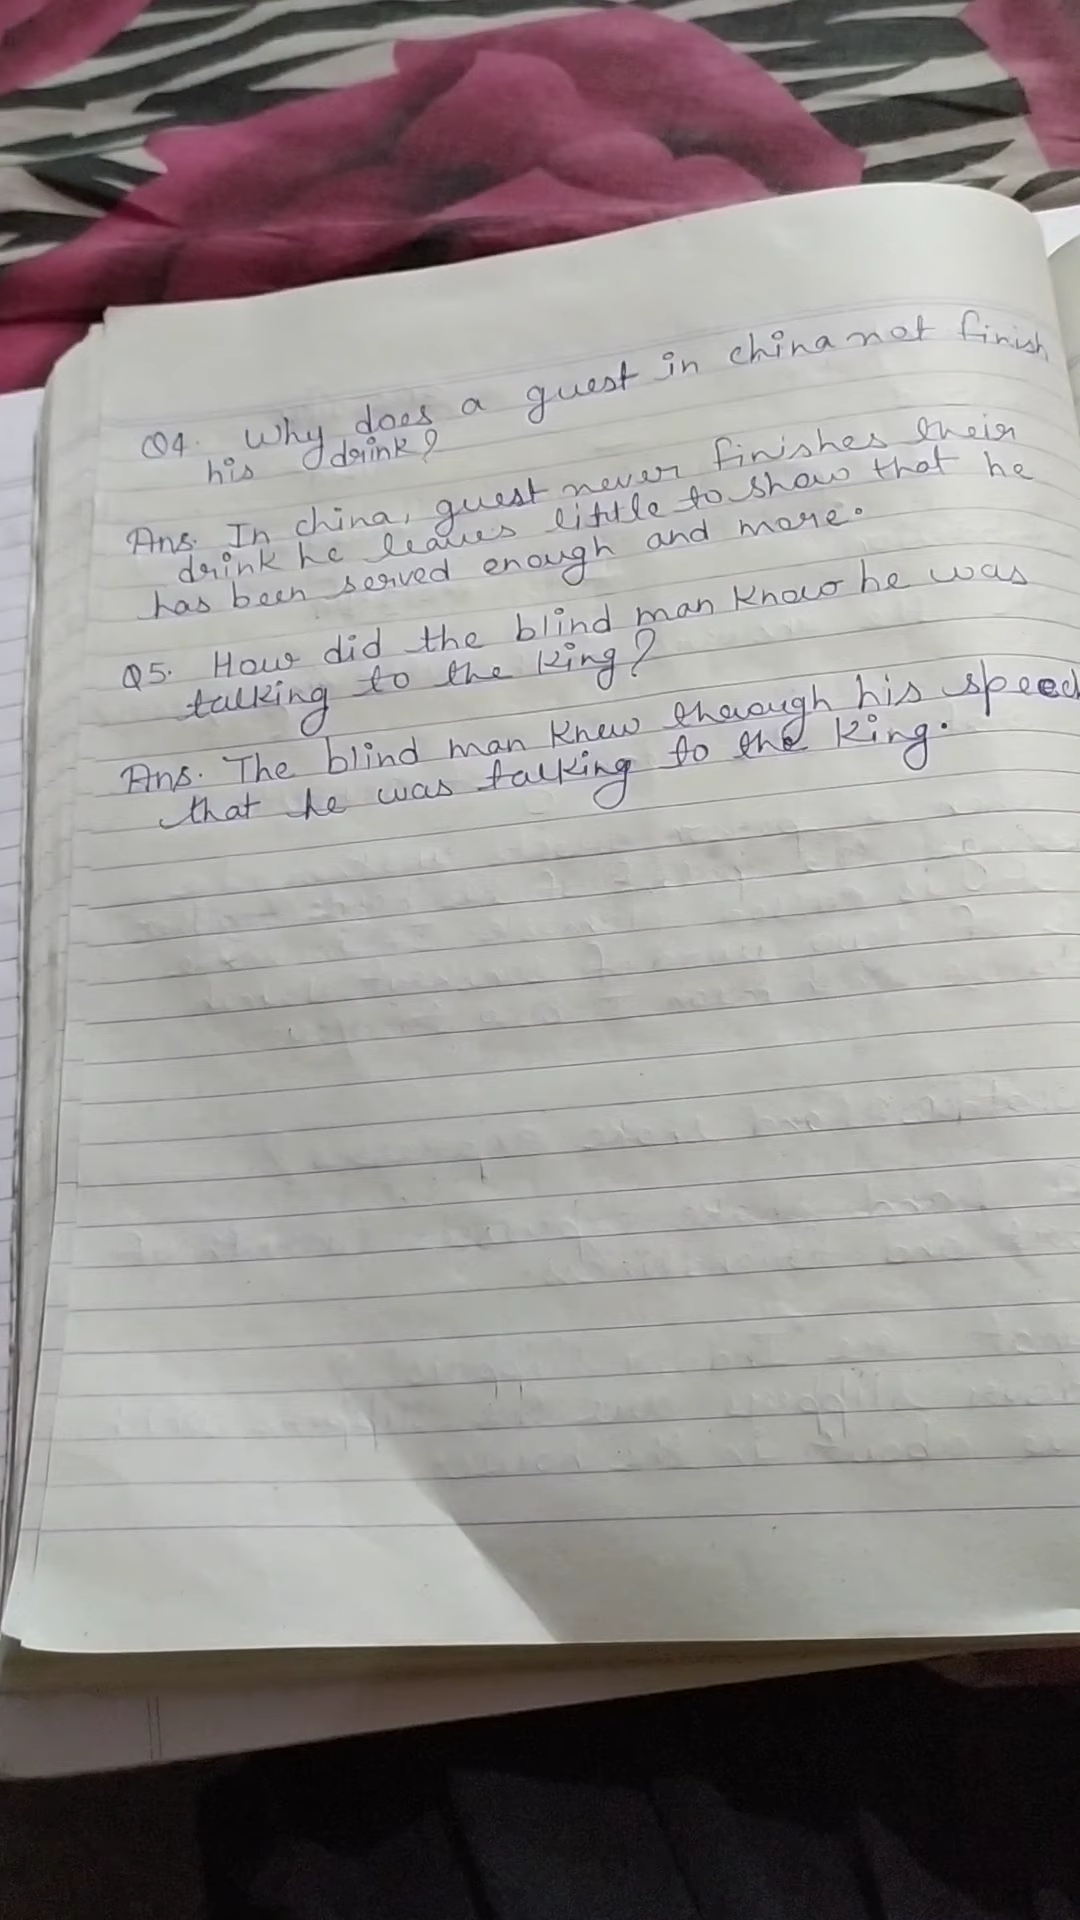 Q4. Why does a guest in china not finish
his drink?
Ans. In china, guest never finishes their
drink he leaves little to show that he
has been served enough and more.
Q5. How did the blind man know he was
talking to the king?
Ans. The blind man knew through his speech
that he was talking to the king.